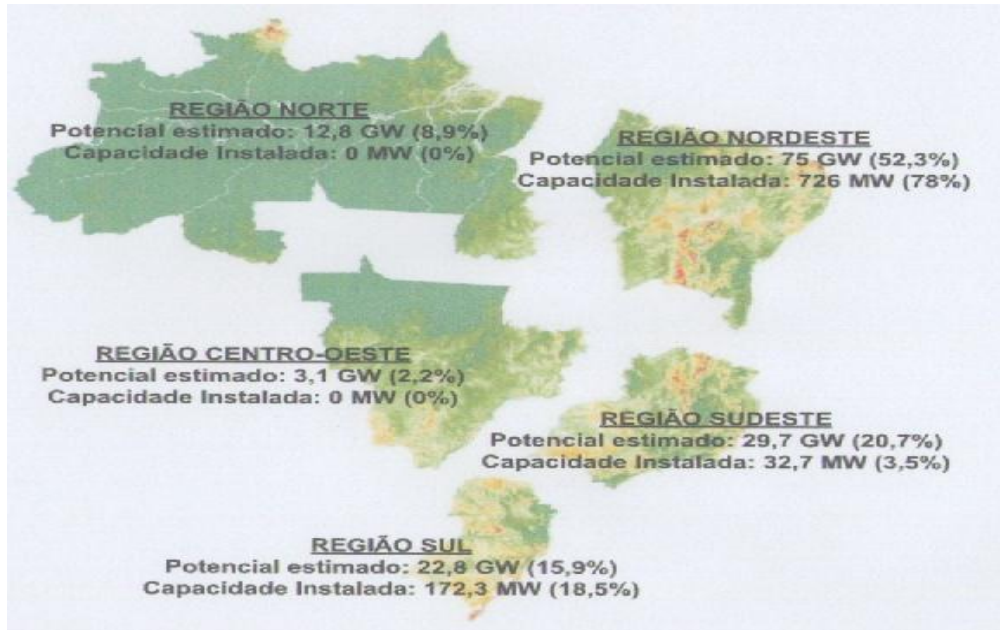 REGIÃO NORTE
Potencial estimado: 12,8 GW (8,9%)
Capacidade Instalada: 0 MW (0%)
REGIÃO NORDESTE
Potencial estimado: 75 GW (52,3%)
Capacidade Instalada: 726 MW (78%)
REGIÃO CENTRO-OESTE
Potencial estimado: 3,1 GW (2,2%)
Capacidade Instalada: 0 MW (0%)
REGIÃO SUDESTE
Potencial estimado: 29,7 GW (20,7%)
Capacidade Instalada: 32,7 MW (3,5%)
REGIÃO SUL
Potencial estimado: 22,8 GW (15,9%)
Capacidade Instalada: 172,3 MW (18,5%)